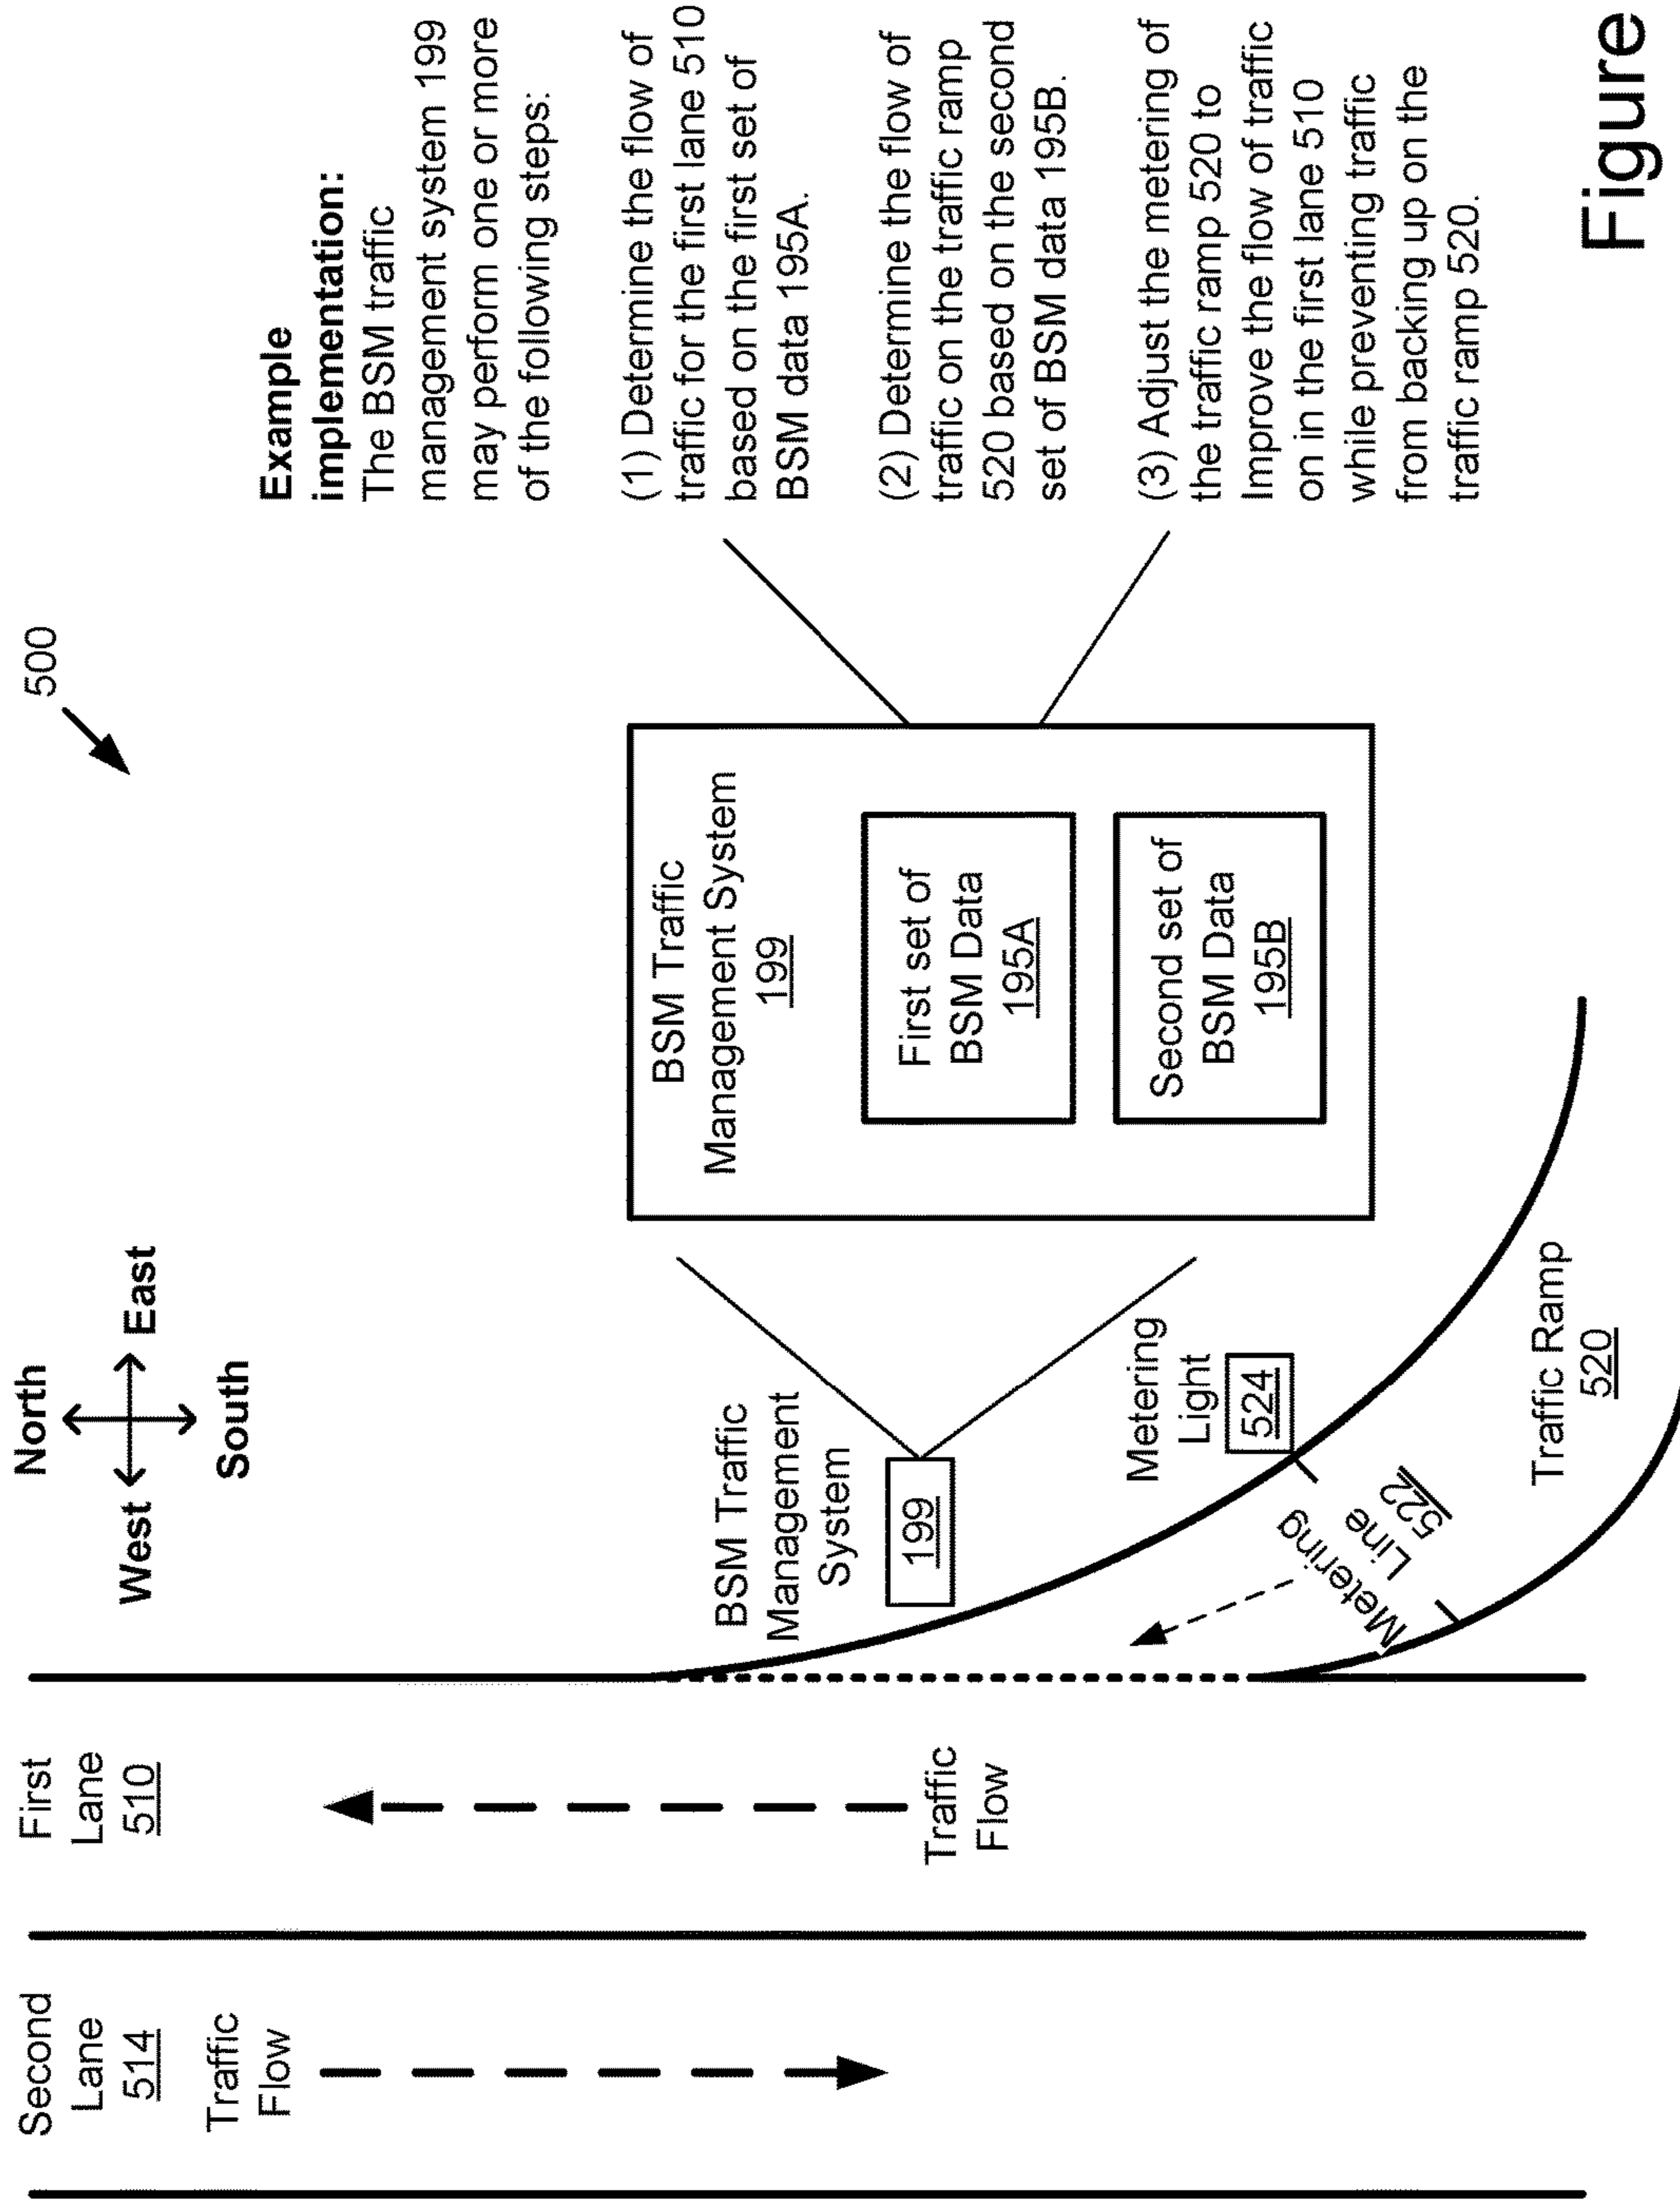 500
North
West
East
South
Second
Lane
514
First
Lane
510
Traffic
Flow
Traffic
Flow
BSM Traffic
Management
System
199
Metering
Light
524
Metering
Line
522
Traffic Ramp
520
BSM Traffic
Management System
199
First set of
BSM Data
195A
Second set of
BSM Data
195B
Example
implementation:
The BSM traffic
management system 199
may perform one or more
of the following steps:
(1) Determine the flow of
traffic for the first lane 510
based on the first set of
BSM data 195A.
(2) Determine the flow of
traffic on the traffic ramp
520 based on the second
set of BSM data 195B.
(3) Adjust the metering of
the traffic ramp 520 to
Improve the flow of traffic
on in the first lane 510
while preventing traffic
from backing up on the
traffic ramp 520.
Figure